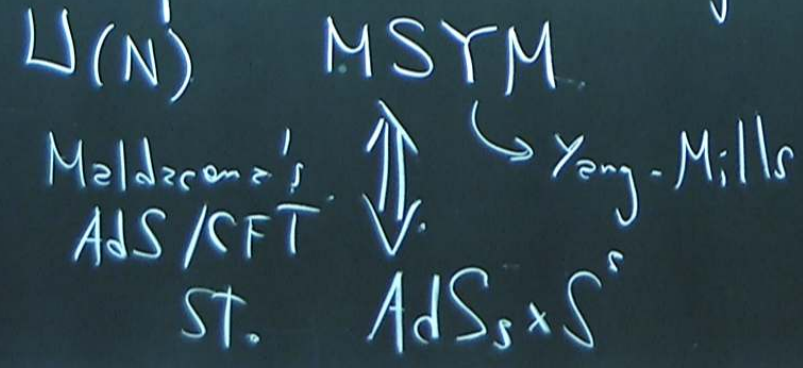 U(N) MSYM
Maldacena's ⇕ ↳ Yang-Mills
AdS/CFT
ST. AdS₅ x S⁵